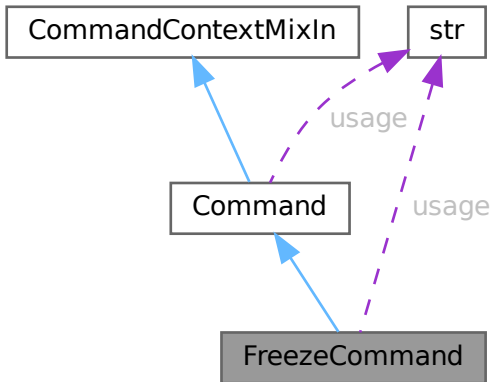 CommandContextMixIn
str
usage
Command
usage
FreezeCommand